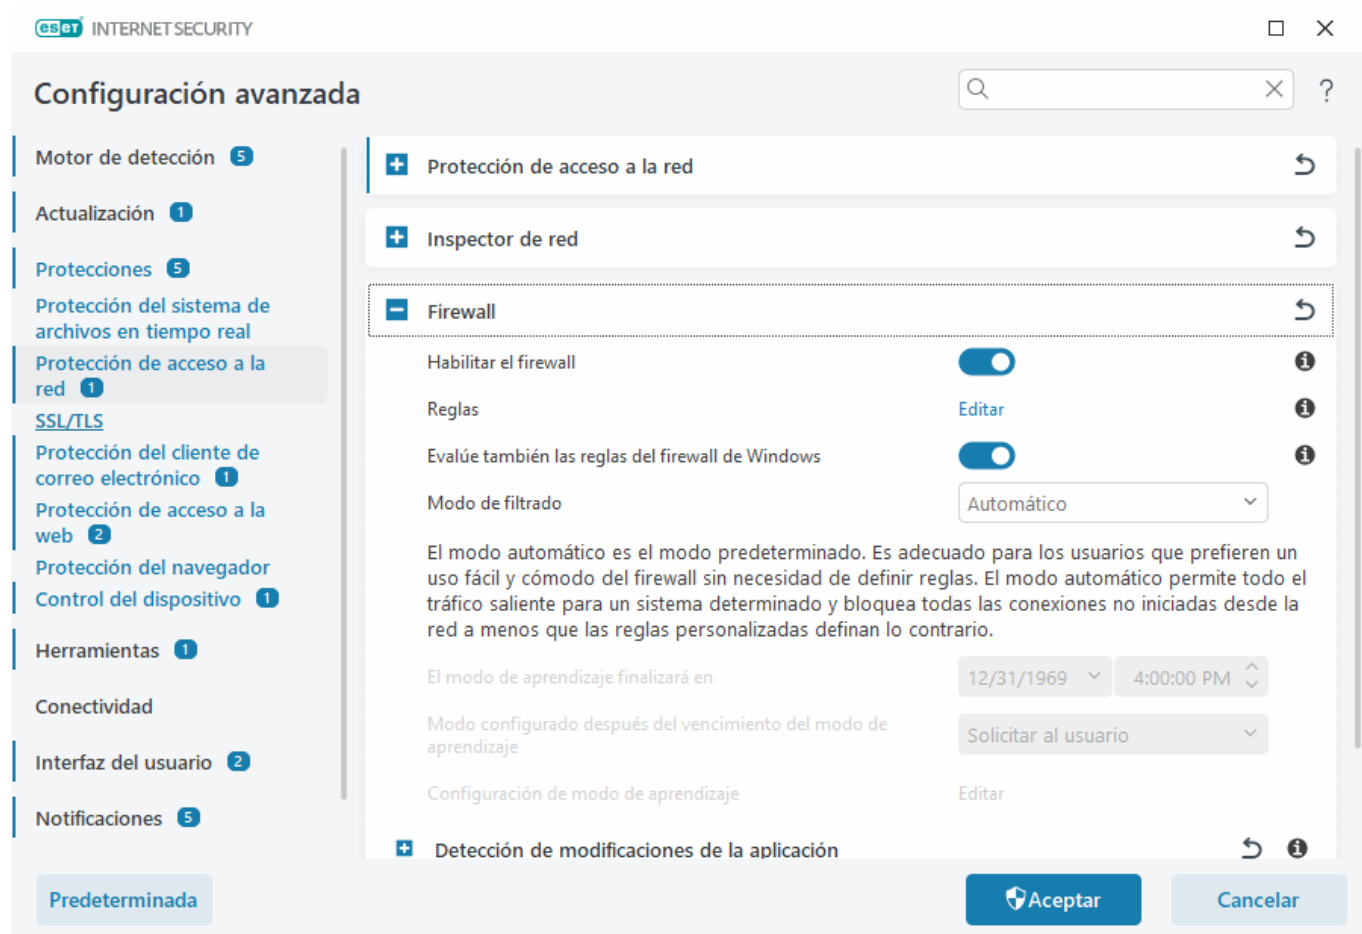 eseT INTERNET SECURITY
Configuración avanzada
?
Motor de detección 5
Actualización 1
Protecciones 5
Protección del sistema de
archivos en tiempo real
Protección de acceso a la
red 1
SSL/TLS
Protección del cliente de
correo electrónico 1
Protección de acceso a la
web 2
Protección del navegador
Control del dispositivo 1
Herramientas 1
Conectividad
Interfaz del usuario 2
Notificaciones 5
Protección de acceso a la red
Inspector de red
Firewall
Habilitar el firewall
Reglas Editar
Evalúe también las reglas del firewall de Windows
Modo de filtrado Automático
El modo automático es el modo predeterminado. Es adecuado para los usuarios que prefieren un
uso fácil y cómodo del firewall sin necesidad de definir reglas. El modo automático permite todo el
tráfico saliente para un sistema determinado y bloquea todas las conexiones no iniciadas desde la
red a menos que las reglas personalizadas definan lo contrario.
El modo de aprendizaje finalizará en 12/31/1969 4:00:00 PM
Modo configurado después del vencimiento del modo de
aprendizaje Solicitar al usuario
Configuración de modo de aprendizaje Editar
Detección de modificaciones de la aplicación
Predeterminada Aceptar Cancelar